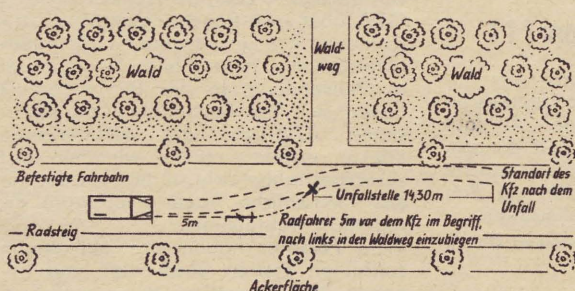 Wald-
weg
Wald
Wald
Befestigte Fahrbahn
Standort des
Kfz nach dem
Unfall
Unfallstelle 14,30m
5m
Radfahrer 5m vor dem Kfz im Begriff,
nach links in den Waldweg einzubiegen
Radsteig
Ackerfläche